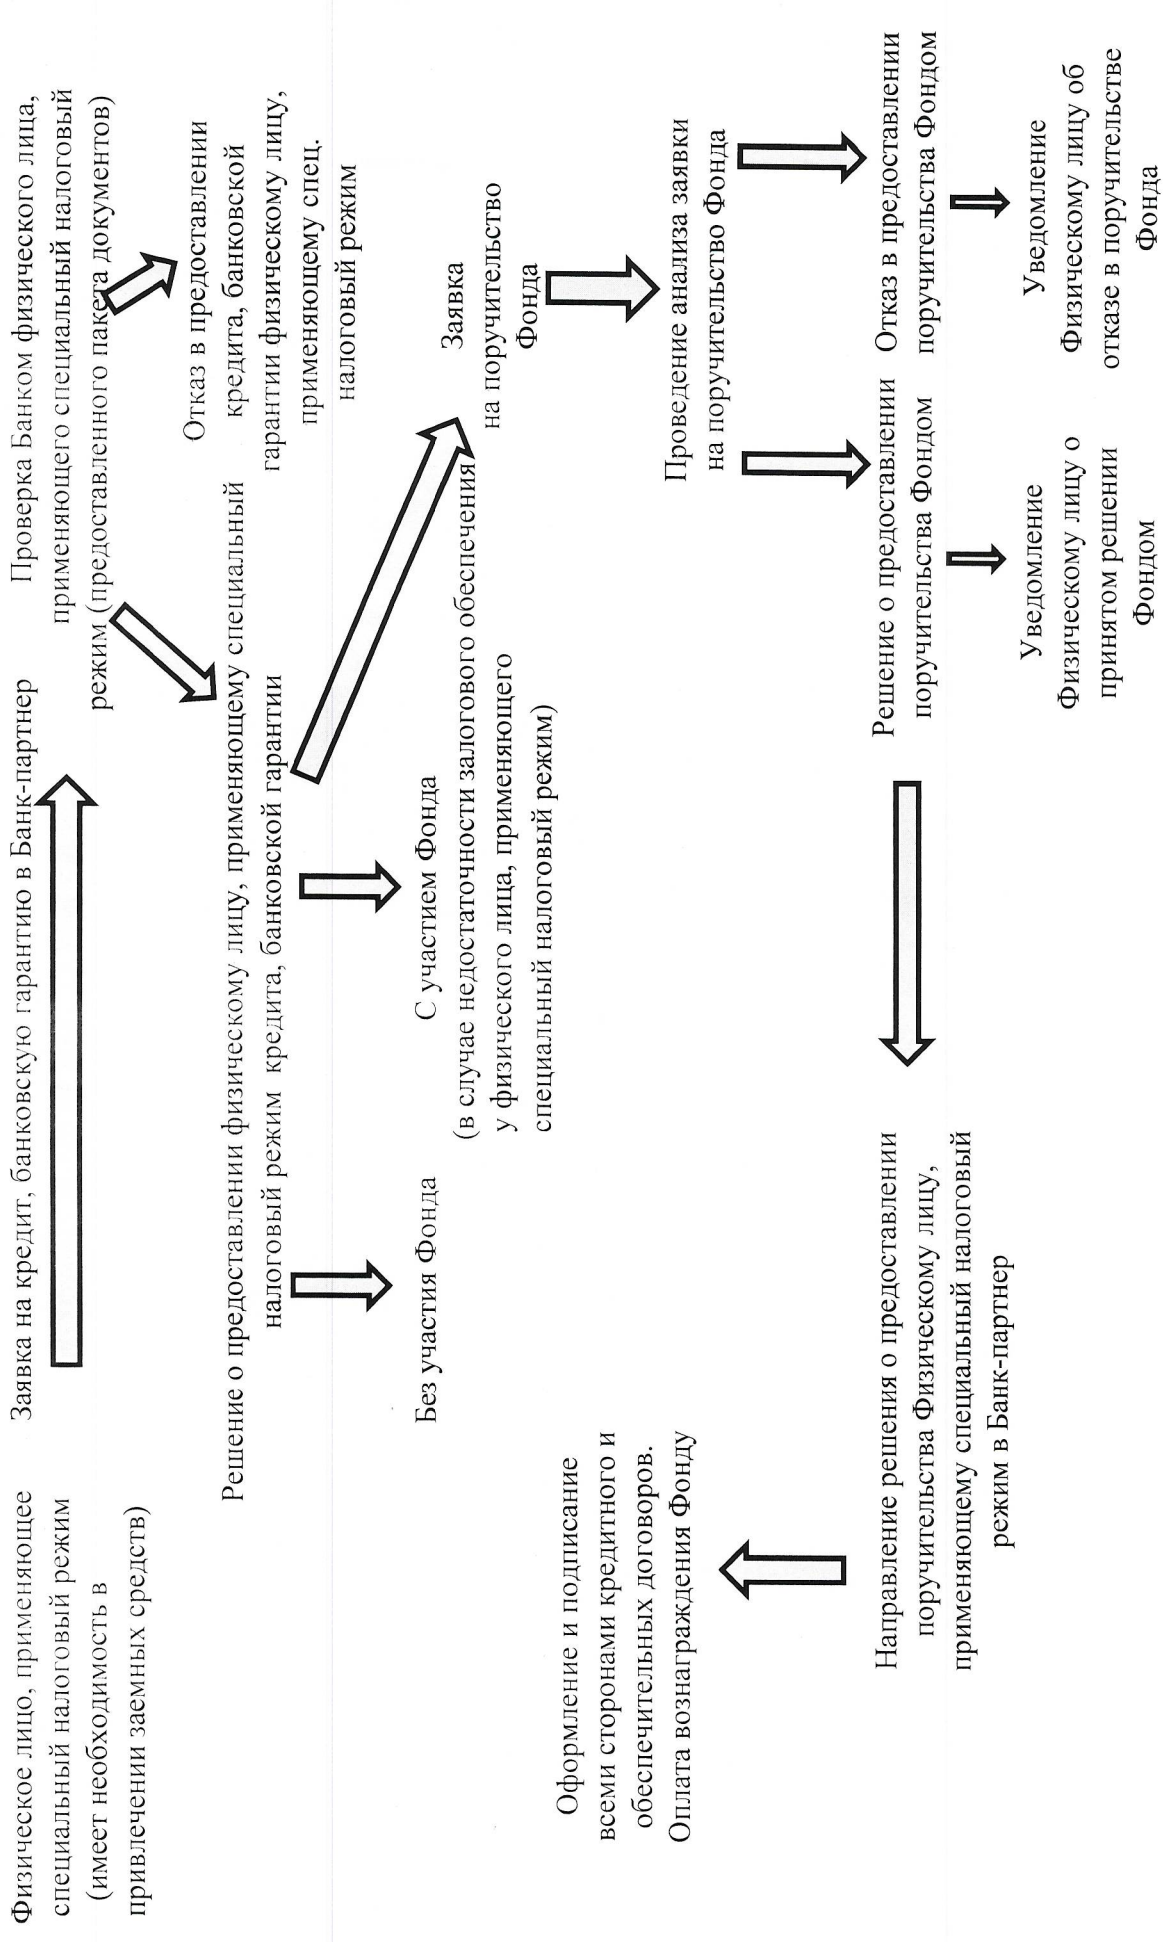 Физическое лицо, применяющее
специальный налоговый режим
(имеет необходимость в
привлечении заемных средств)
Заявка на кредит, банковскую гарантию в Банк-партнер
Проверка Банком физического лица,
применяющего специальный налоговый
режим (предоставленного пакета документов)
Решение о предоставлении физическому лицу, применяющему специальный
налоговый режим кредита, банковской гарантии
Отказ в предоставлении
кредита, банковской
гарантии физическому лицу,
применяющему спец.
налоговый режим
Без участия Фонда
С участием Фонда
(в случае недостаточности залогового обеспечения
у физического лица, применяющего
специальный налоговый режим)
Заявка
на поручительство
Фонда
Оформление и подписание
всеми сторонами кредитного и
обеспечительных договоров.
Оплата вознаграждения Фонду
Проведение анализа заявки
на поручительство Фонда
Направление решения о предоставлении
поручительства Физическому лицу,
применяющему специальный налоговый
режим в Банк-партнер
Решение о предоставлении
поручительства Фондом
Отказ в предоставлении
поручительства Фондом
Уведомление
Физическому лицу о
принятом решении
Фондом
Уведомление
Физическому лицу об
отказе в поручительстве
Фонда